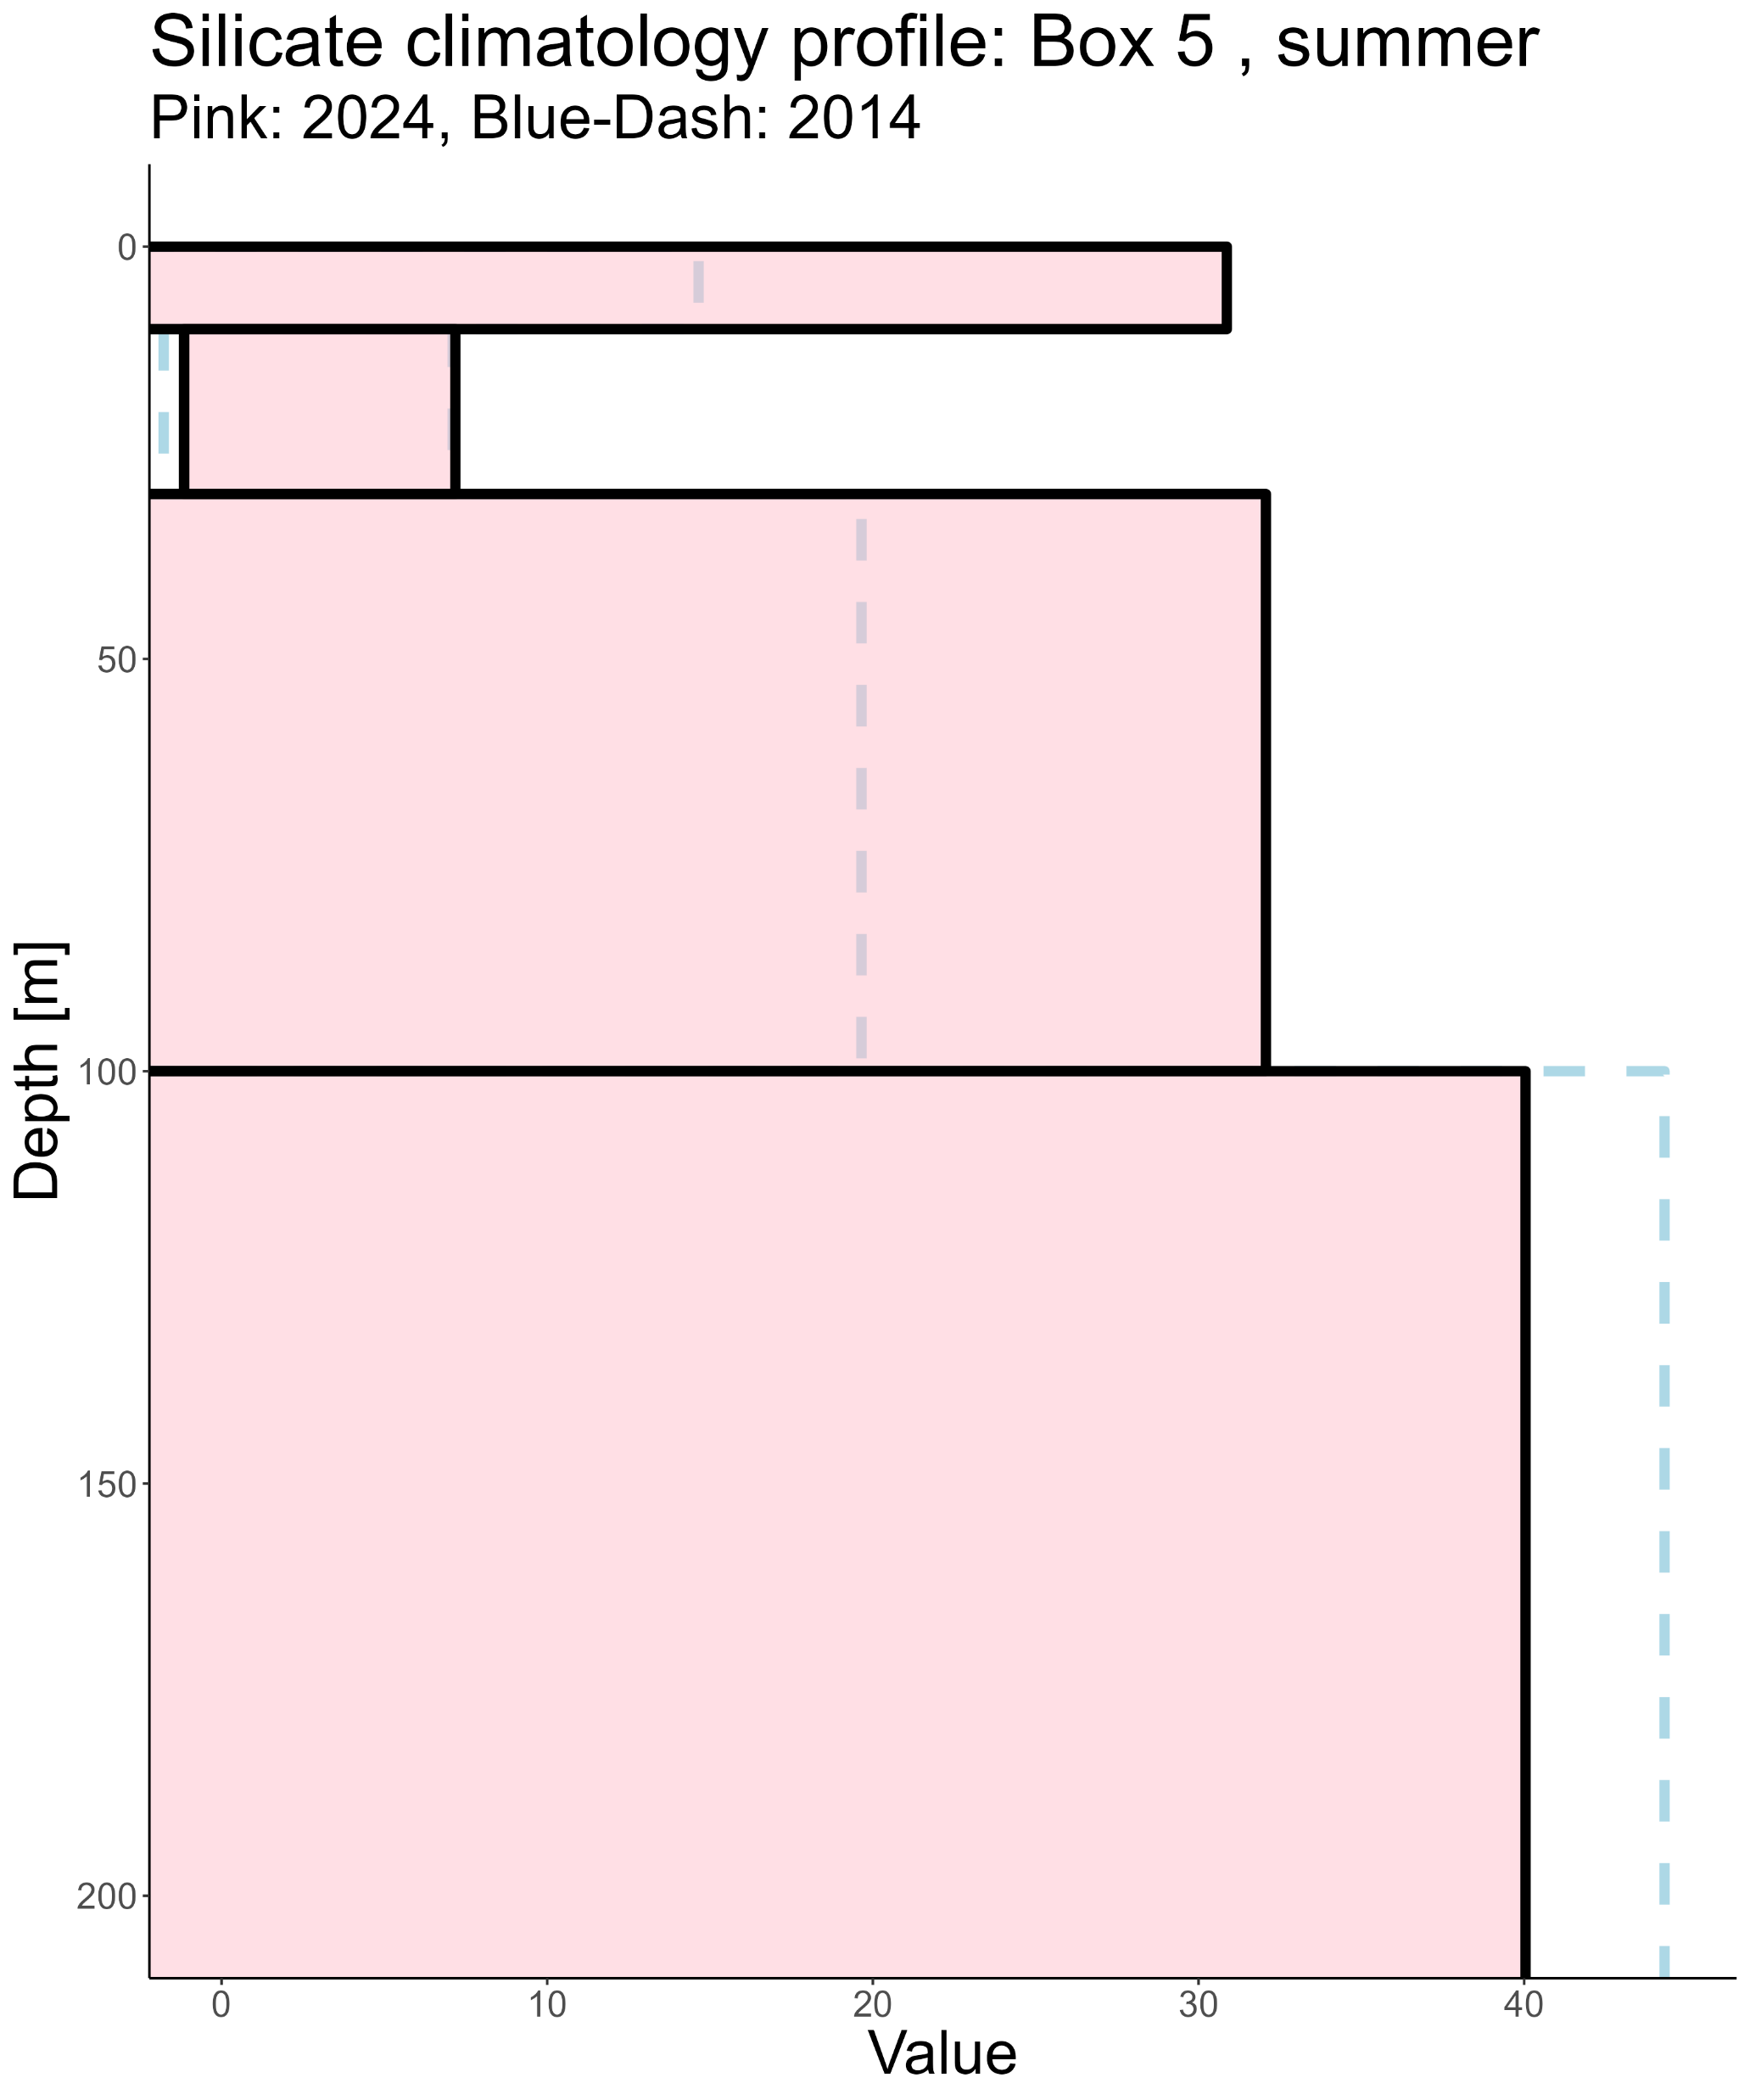 Silicate climatology profile: Box 5 , summer
Pink: 2024, Blue-Dash: 2014
0
50
100
150
200
Depth [m]
0 10 20 30 40
Value